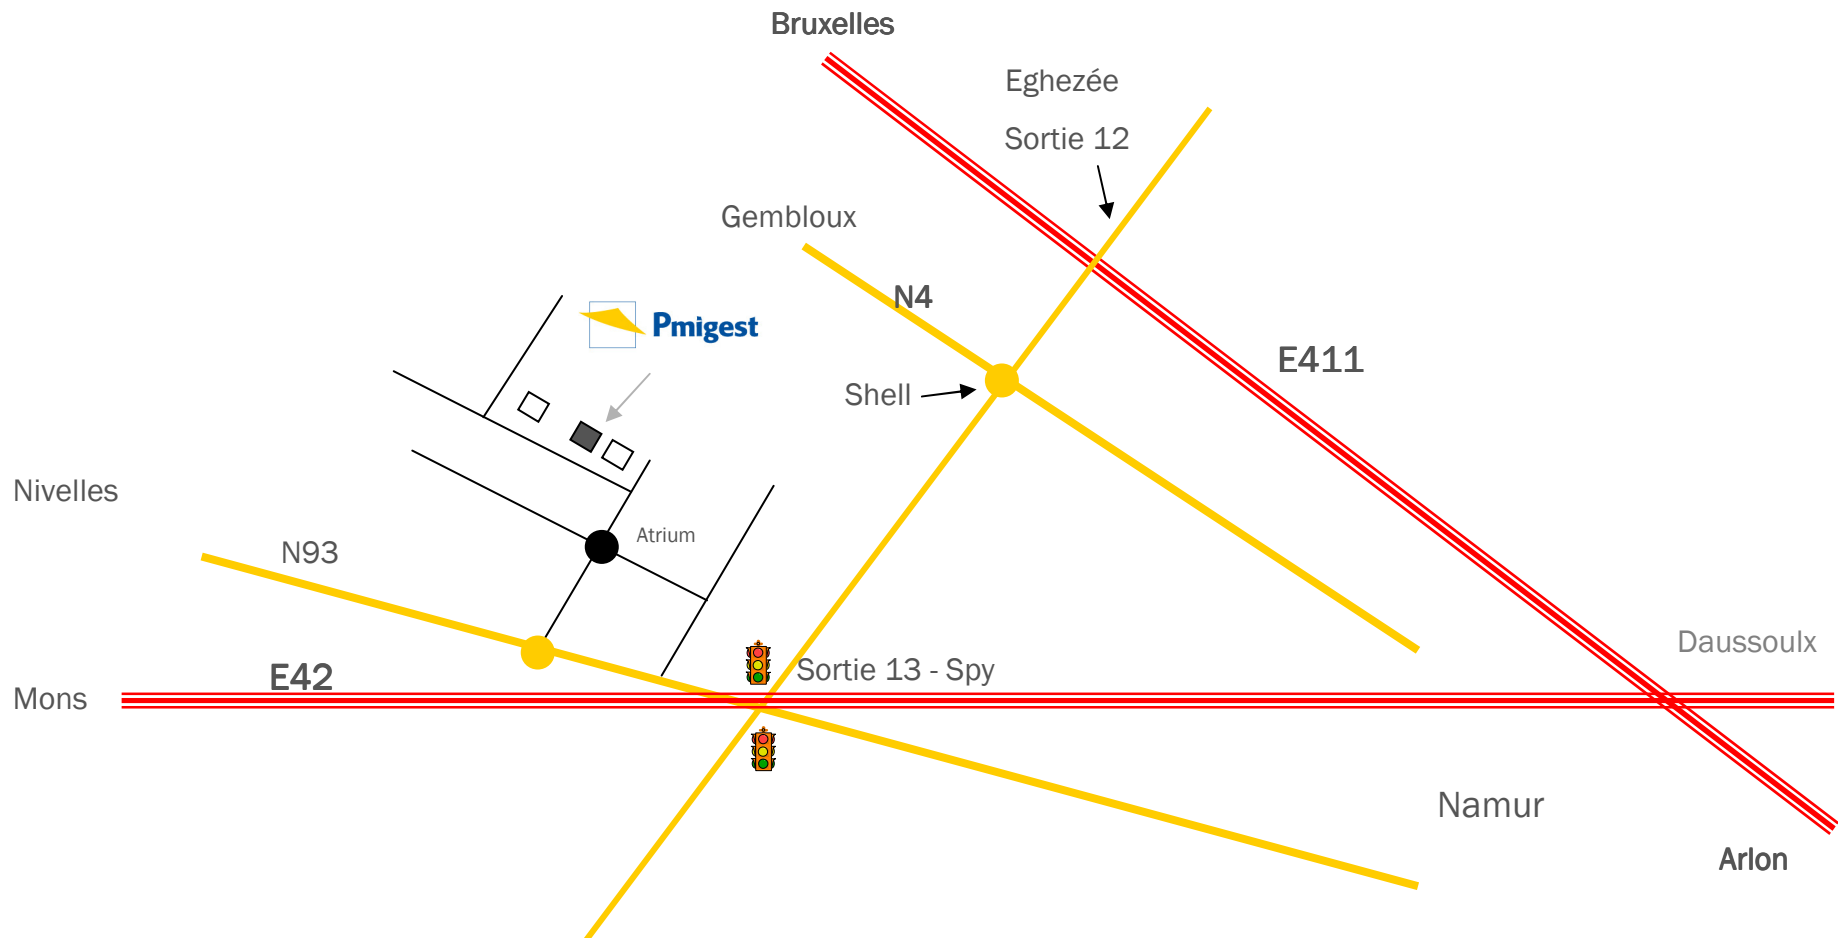 Bruxelles
Eghezée
Sortie 12
Gembloux
N4
Pmigest
E411
Shell
Nivelles
Atrium
N93
Daussoulx
Sortie 13 - Spy
E42
Mons
Namur
Arlon